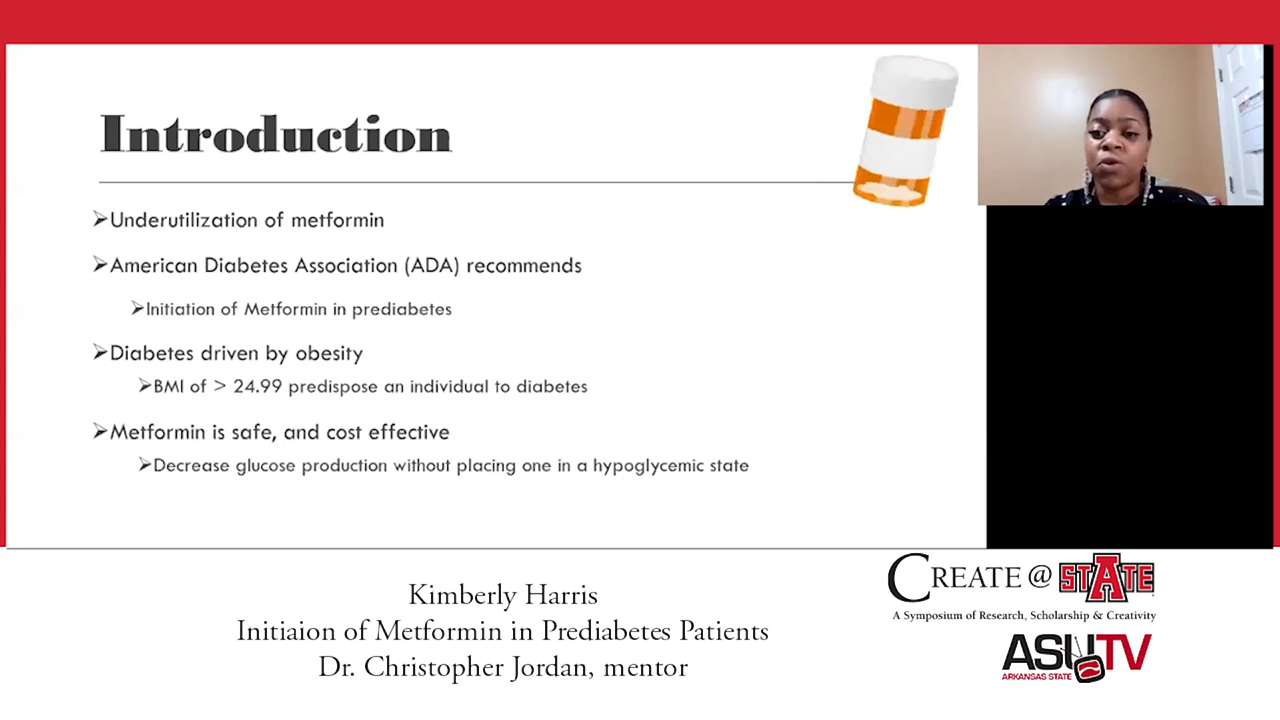 Introduction
➢Underutilization of metformin
➢American Diabetes Association (ADA) recommends
➢Initiation of Metformin in prediabetes
➢Diabetes driven by obesity
➢BMI of > 24.99 predispose an individual to diabetes
➢Metformin is safe, and cost effective
➢Decrease glucose production without placing one in a hypoglycemic state
Kimberly Harris
Initiaion of Metformin in Prediabetes Patients
Dr. Christopher Jordan, mentor
CREATE @ STATE
A Symposium of Research, Scholarship & Creativity
ASUTV
ARKANSAS STATE